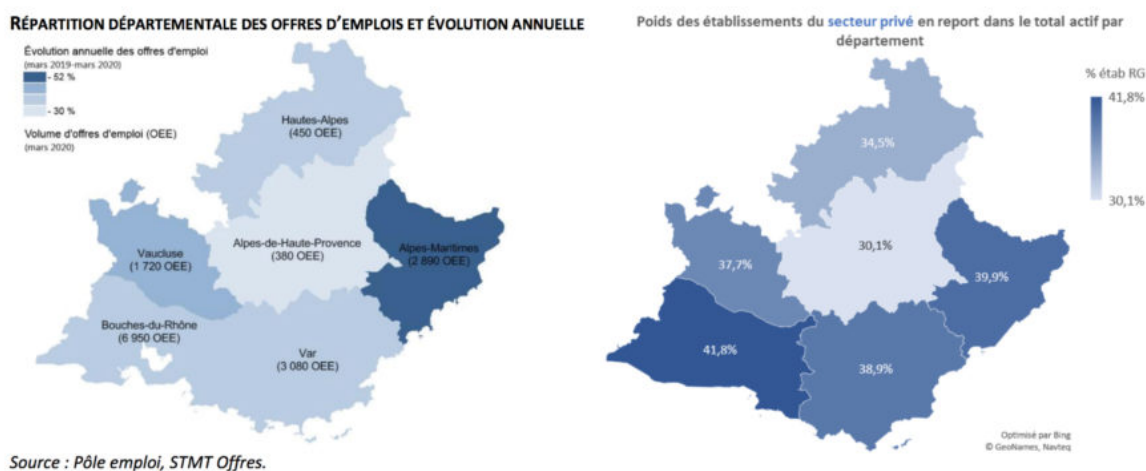 RÉPARTITION DÉPARTEMENTALE DES OFFRES D'EMPLOIS ET ÉVOLUTION ANNUELLE
Évolution annuelle des offres d'emploi
(mars 2019-mars 2020)
- 52 %
- 30 %
Volume d'offres d'emploi (OEE)
(mars 2020)
Hautes-Alpes
(450 OEE)
Alpes-de-Haute-Provence
(380 OEE)
Alpes-Maritimes
(2 890 OEE)
Vaucluse
(1 720 OEE)
Bouches-du-Rhône
(6 950 OEE)
Var
(3 080 OEE)
Source : Pôle emploi, STMT Offres.
Poids des établissements du secteur privé en report dans le total actif par
département
% étab RG
41,8%
30,1%
34,5%
30,1%
37,7%
39,9%
41,8%
38,9%
Optimisé par Bing
© GeoNames, Navteq